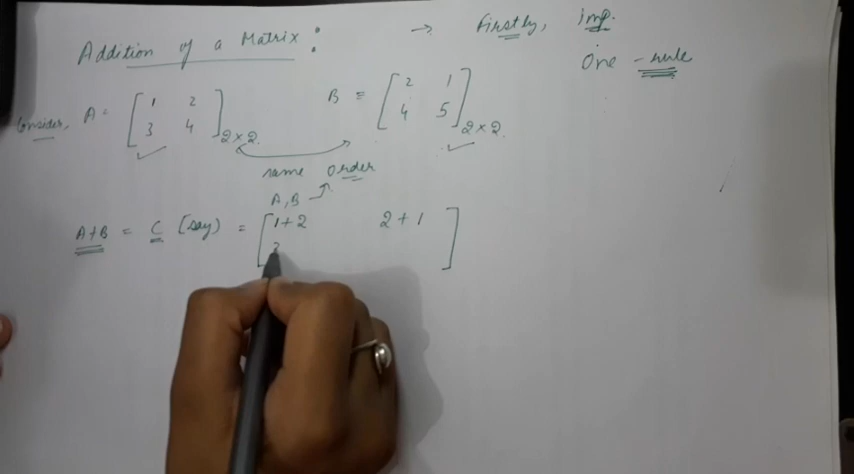 Addition of a Matrix : → Firstly, imp.
One - rule
Consider, A = [ 1 2 B = [ 2 1
3 4 ] 2×2 4 5 ] 2×2.
same order
A, B
A+B = C [say) = [ 1+2 2+1 ]
3